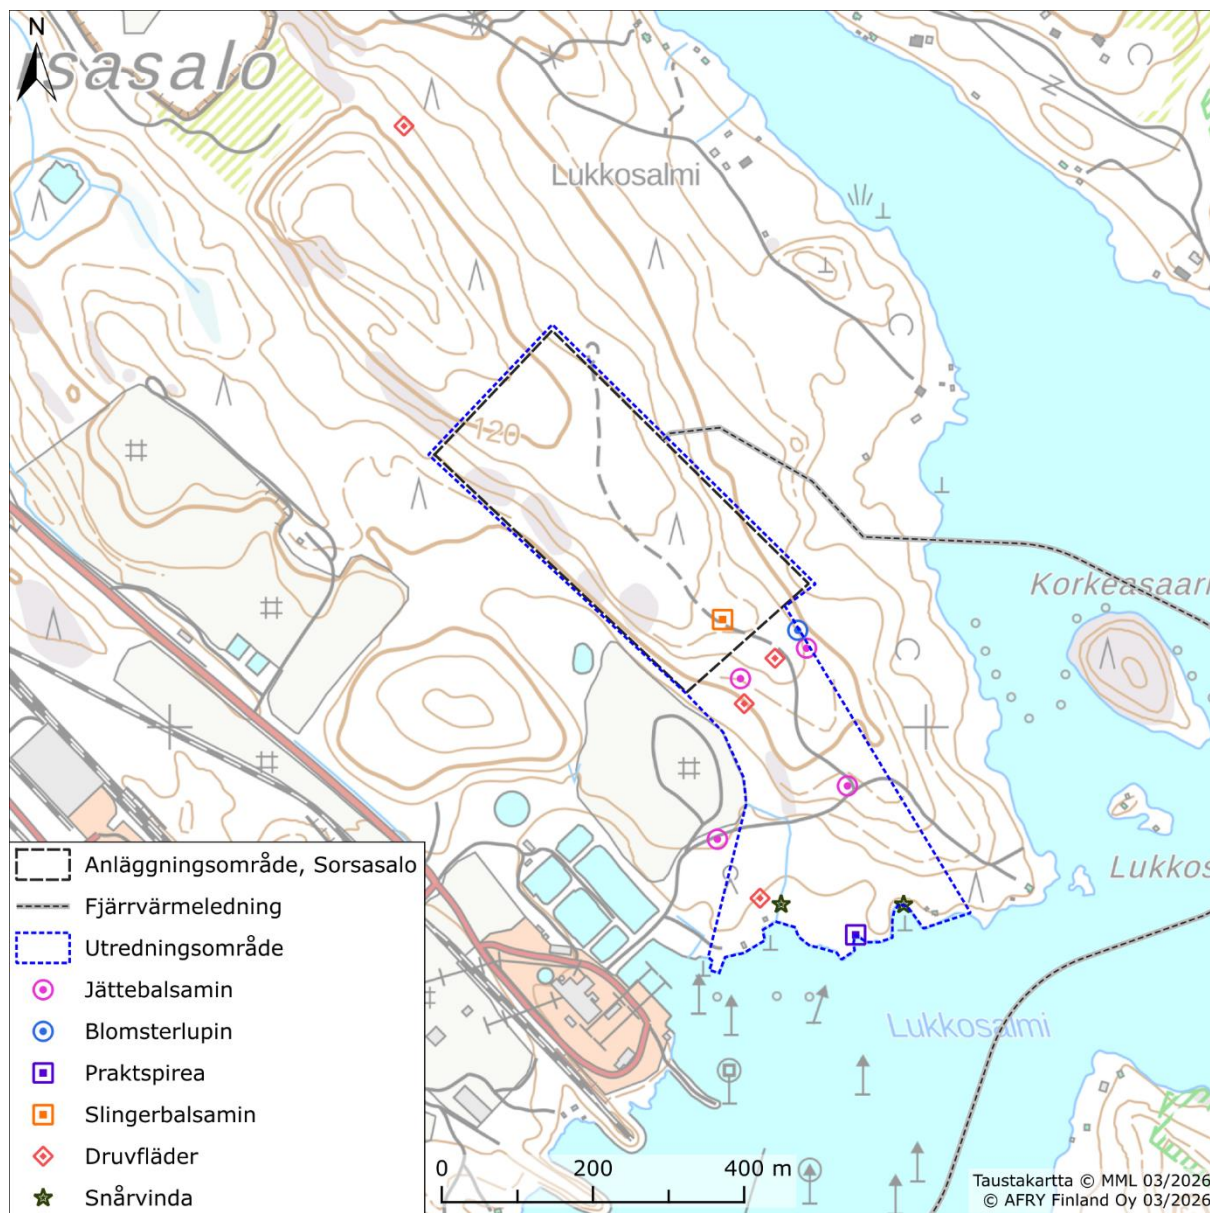 N
rsasalo
Lukkosalmi
120
Korkeasaari
Lukkos
Lukkosalmi
Anläggningsområde, Sorsasalo
Fjärrvärmeledning
Utredningsområde
Jättebalsamin
Blomsterlupin
Praktspirea
Slingerbalsamin
Druvfläder
Snårvinda
0 200 400 m
Taustakartta © MML 03/2026
© AFRY Finland Oy 03/2026